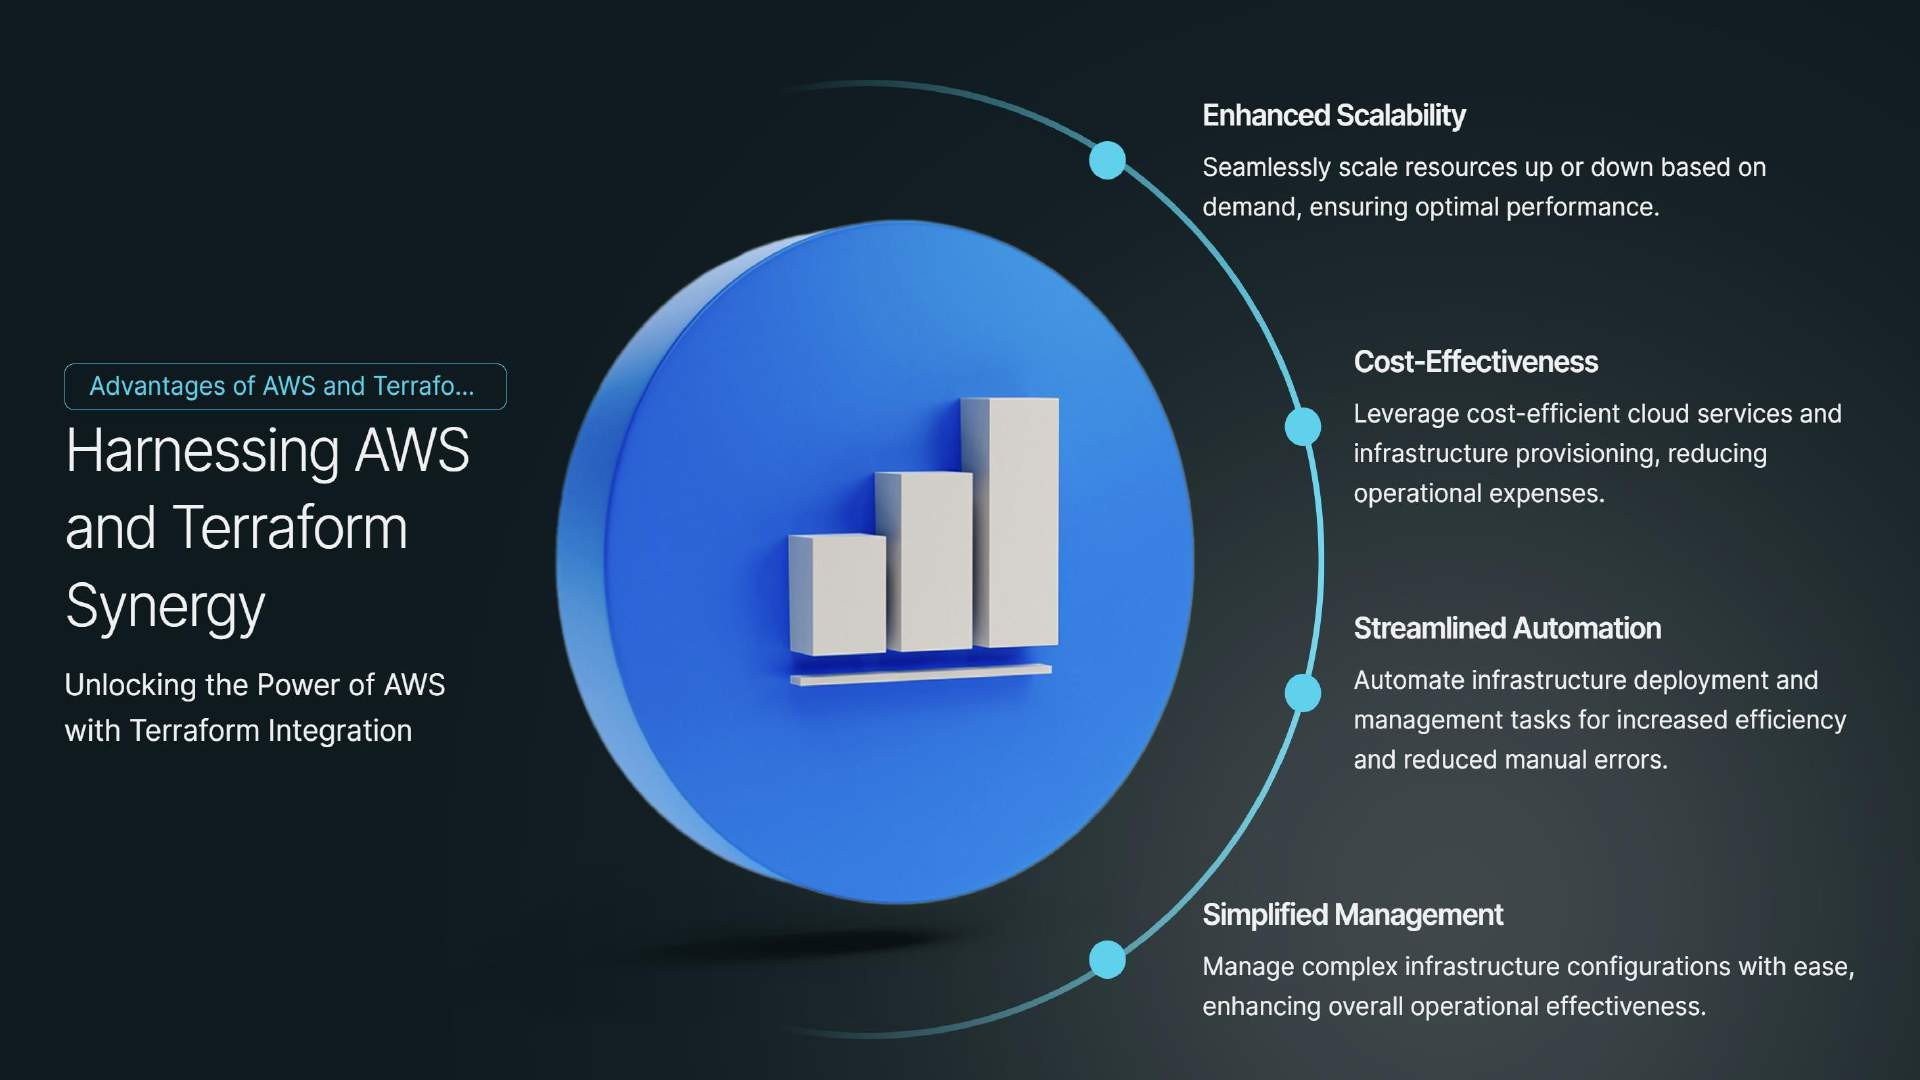 Advantages of AWS and Terrafo...
Harnessing AWS
and Terraform
Synergy
Unlocking the Power of AWS
with Terraform Integration
Enhanced Scalability
Seamlessly scale resources up or down based on
demand, ensuring optimal performance.
Cost-Effectiveness
Leverage cost-efficient cloud services and
infrastructure provisioning, reducing
operational expenses.
Streamlined Automation
Automate infrastructure deployment and
management tasks for increased efficiency
and reduced manual errors.
Simplified Management
Manage complex infrastructure configurations with ease,
enhancing overall operational effectiveness.